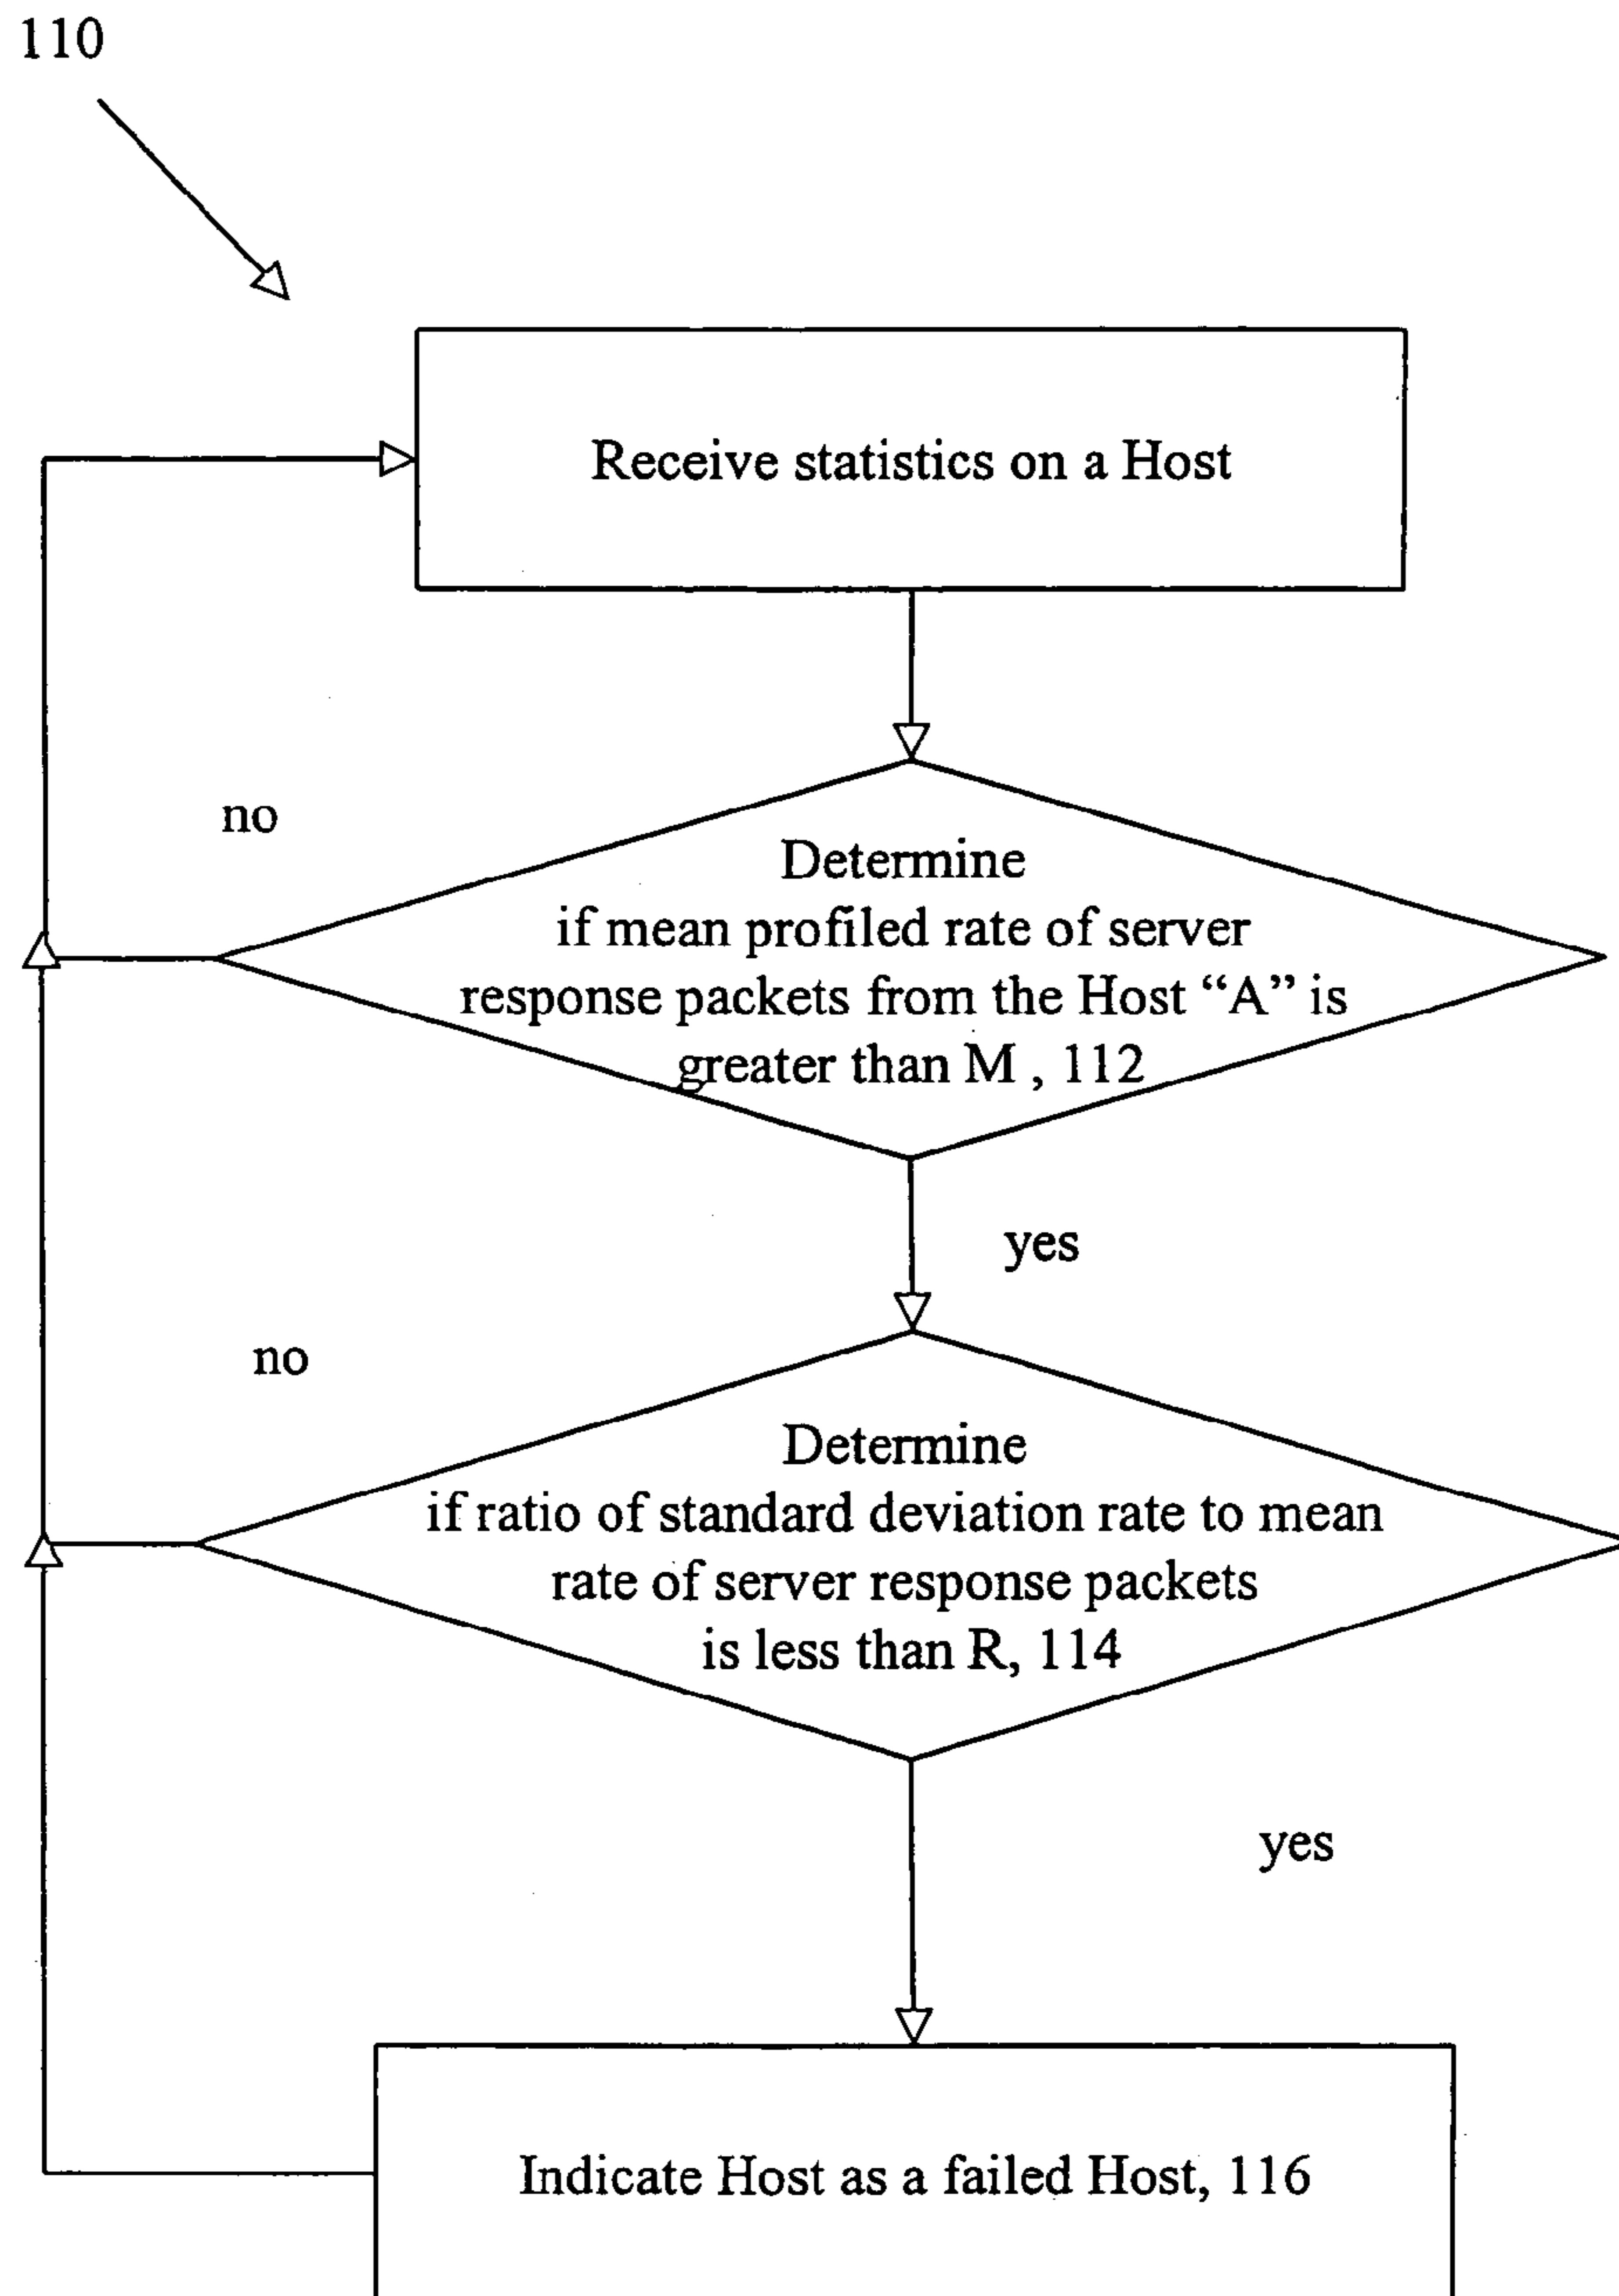 110
Receive statistics on a Host
no
Determine
if mean profiled rate of server
response packets from the Host “A” is
greater than M , 112
yes
no
Determine
if ratio of standard deviation rate to mean
rate of server response packets
is less than R, 114
yes
Indicate Host as a failed Host, 116